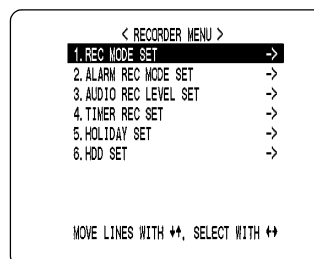 < RECORDER MENU >
1. REC MODE SET ->
2. ALARM REC MODE SET ->
3. AUDIO REC LEVEL SET ->
4. TIMER REC SET ->
5. HOLIDAY SET ->
6. HDD SET ->
MOVE LINES WITH ↓↑, SELECT WITH ←→